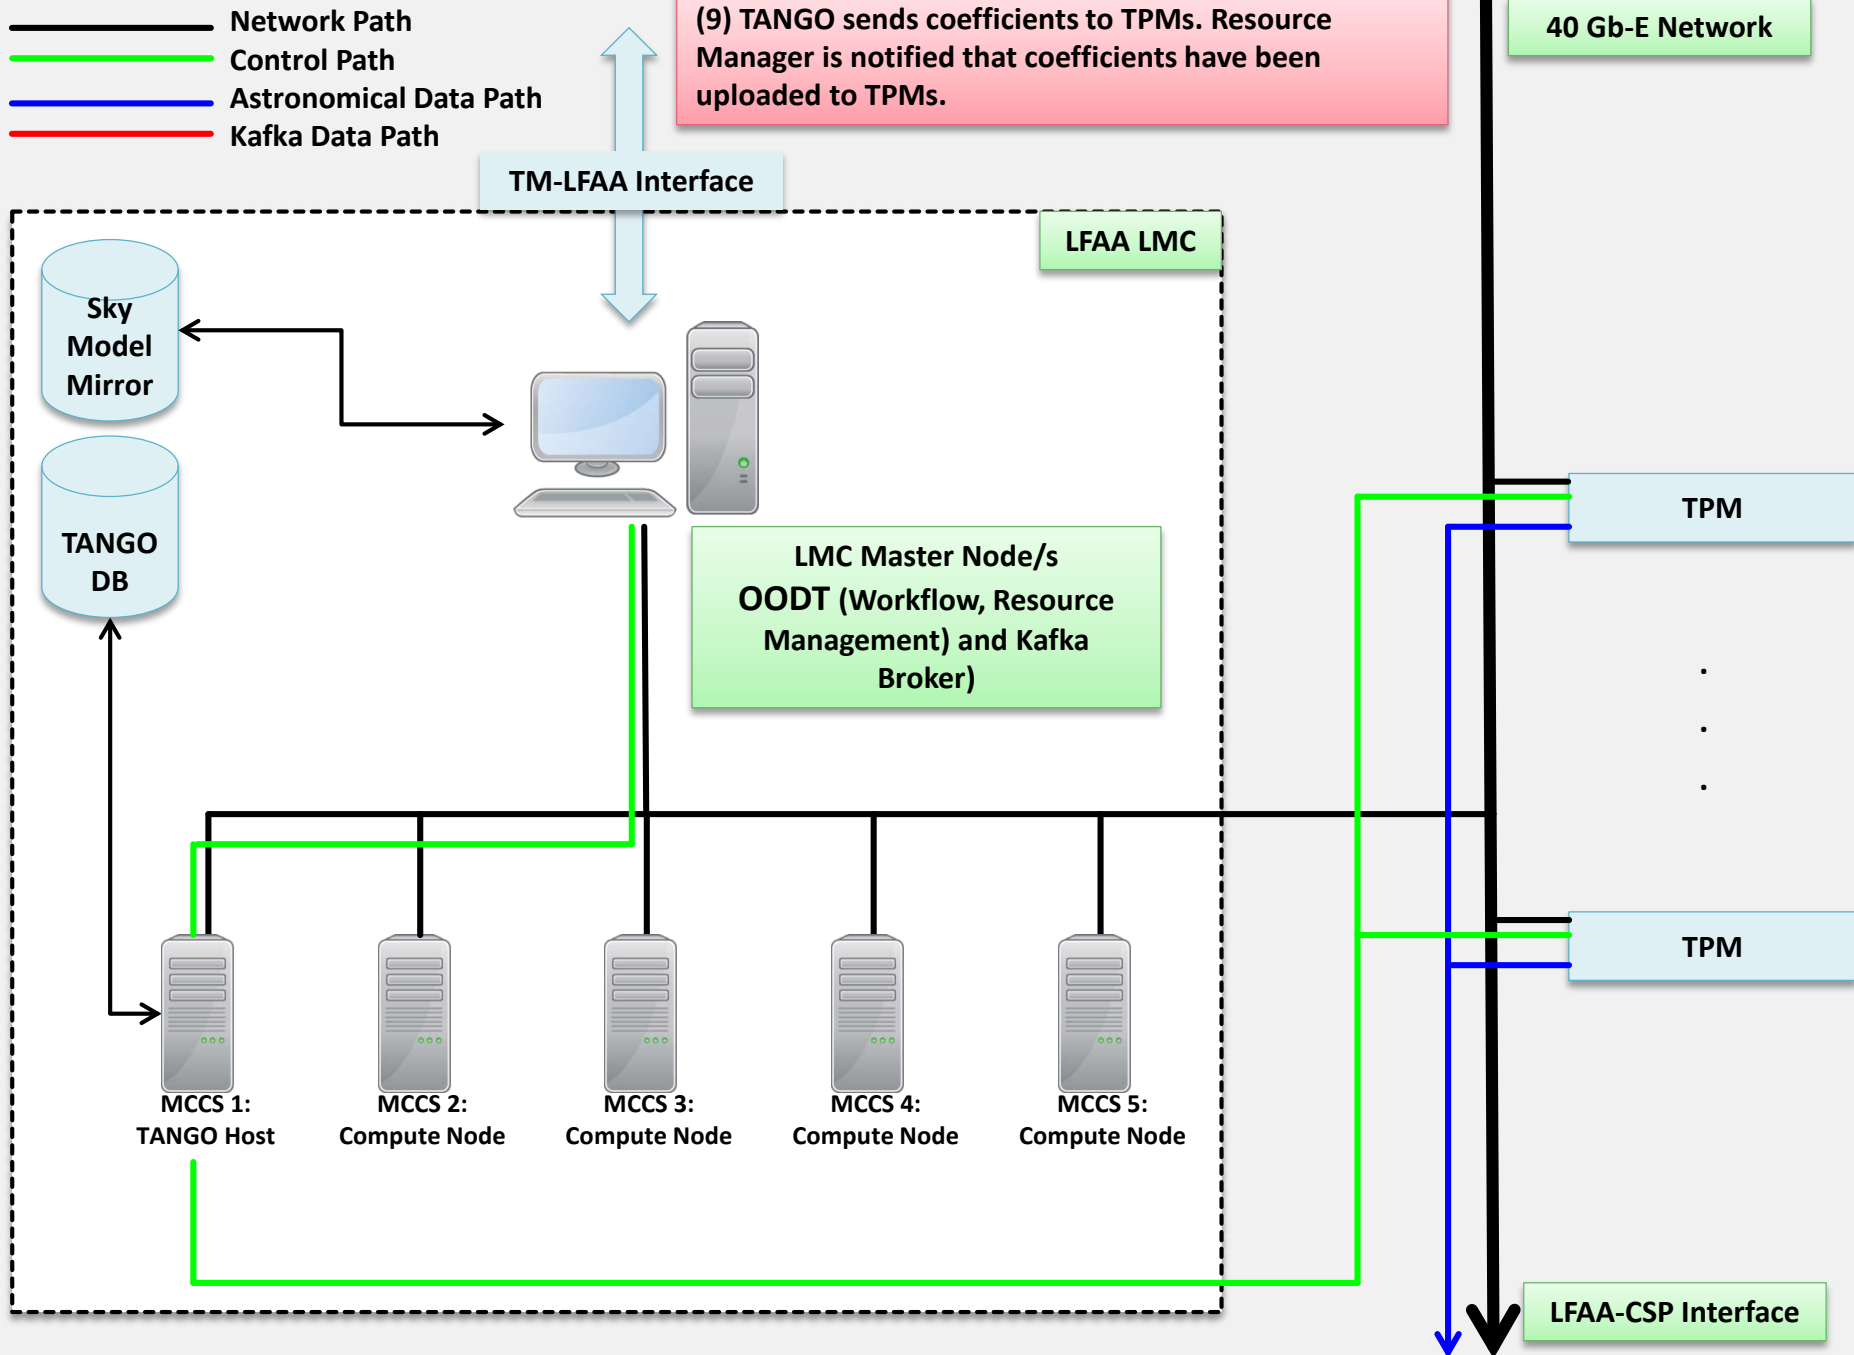 Network Path
Control Path
Astronomical Data Path
Kafka Data Path
(9) TANGO sends coefficients to TPMs. Resource
Manager is notified that coefficients have been
uploaded to TPMs.
40 Gb-E Network
TM-LFAA Interface
LFAA LMC
Sky
Model
Mirror
TANGO
DB
LMC Master Node/s
OODT (Workflow, Resource
Management) and Kafka
Broker)
TPM
.
.
.
TPM
MCCS 1:
TANGO Host
MCCS 2:
Compute Node
MCCS 3:
Compute Node
MCCS 4:
Compute Node
MCCS 5:
Compute Node
LFAA-CSP Interface